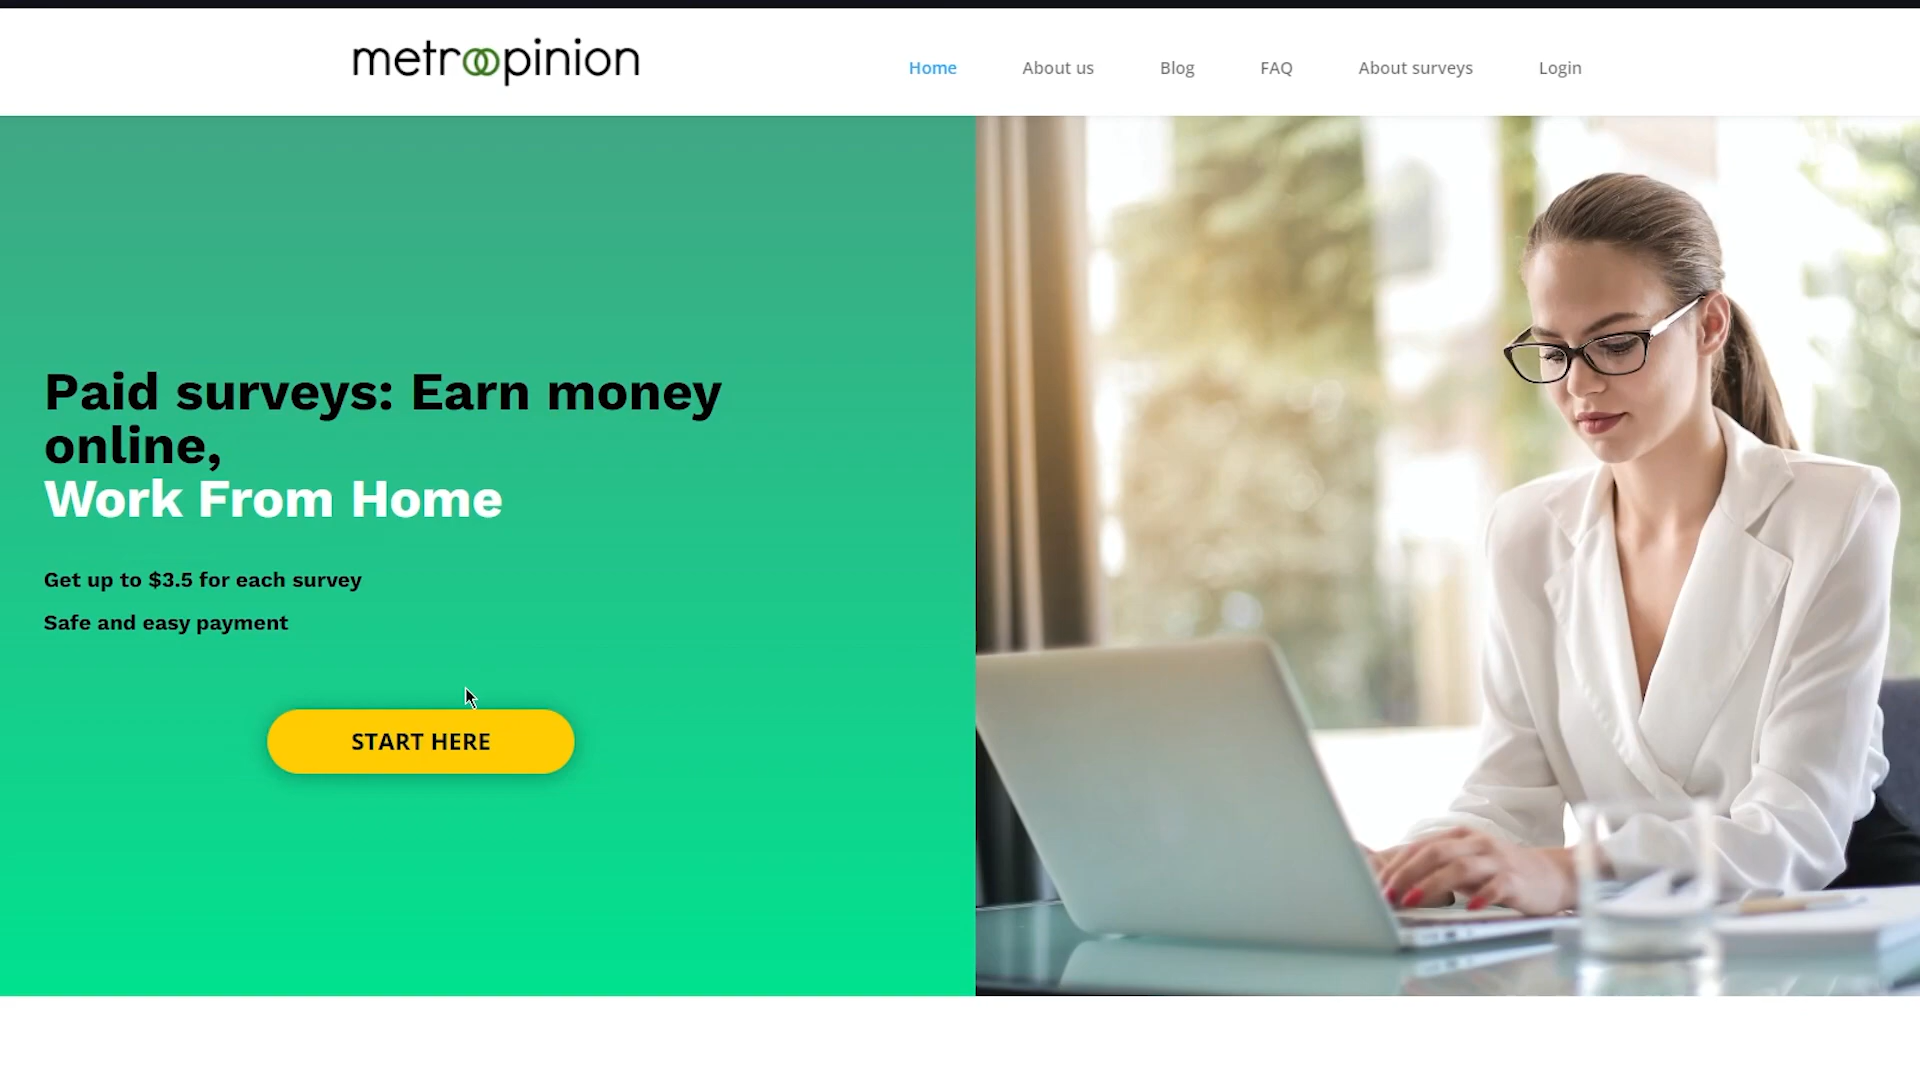 metroopinion
Home About us Blog FAQ About surveys Login
Paid surveys: Earn money
online,
Work From Home
Get up to $3.5 for each survey
Safe and easy payment
START HERE